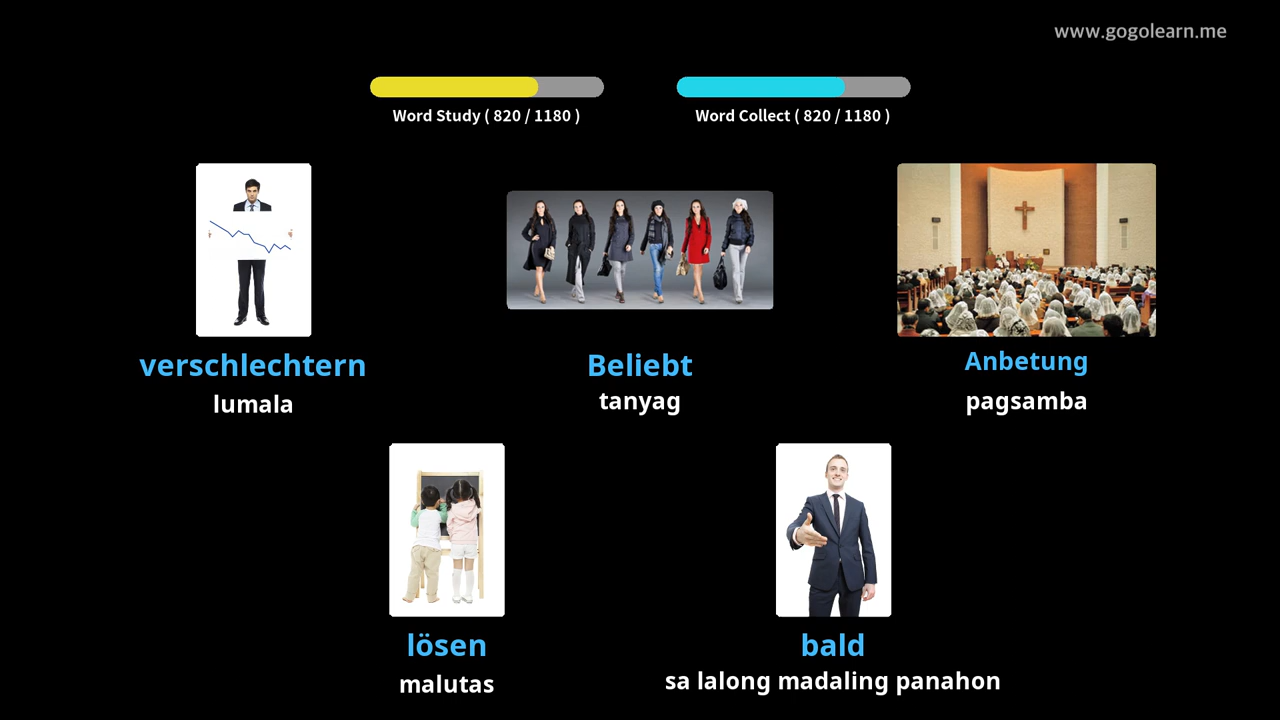 www.gogolearn.me
Word Study ( 820 / 1180 )
Word Collect ( 820 / 1180 )
verschlechtern
lumala
Beliebt
tanyag
Anbetung
pagsamba
lösen
malutas
bald
sa lalong madaling panahon